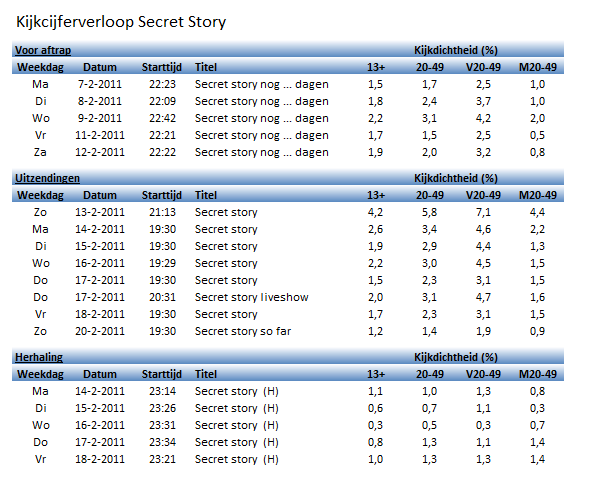 Kijkcijferverloop Secret Story
Voor aftrap Kijkdichtheid (%)
Weekdag Datum Starttijd Titel 13+ 20-49 V20-49 M20-49
Ma 7-2-2011 22:23 Secret story nog ... dagen 1,5 1,7 2,5 1,0
Di 8-2-2011 22:09 Secret story nog ... dagen 1,8 2,4 3,7 1,0
Wo 9-2-2011 22:42 Secret story nog ... dagen 2,2 3,1 4,2 2,0
Vr 11-2-2011 22:21 Secret story nog ... dagen 1,7 1,5 2,5 0,5
Za 12-2-2011 22:22 Secret story nog ... dagen 1,9 2,0 3,2 0,8
Uitzendingen Kijkdichtheid (%)
Weekdag Datum Starttijd Titel 13+ 20-49 V20-49 M20-49
Zo 13-2-2011 21:13 Secret story 4,2 5,8 7,1 4,4
Ma 14-2-2011 19:30 Secret story 2,6 3,4 4,6 2,2
Di 15-2-2011 19:30 Secret story 1,9 2,9 4,4 1,3
Wo 16-2-2011 19:29 Secret story 2,2 3,0 4,5 1,5
Do 17-2-2011 19:30 Secret story 1,5 2,3 3,1 1,5
Do 17-2-2011 20:31 Secret story liveshow 2,0 3,1 4,7 1,6
Vr 18-2-2011 19:30 Secret story 1,7 2,3 3,1 1,5
Zo 20-2-2011 19:30 Secret story so far 1,2 1,4 1,9 0,9
Herhaling Kijkdichtheid (%)
Weekdag Datum Starttijd Titel 13+ 20-49 V20-49 M20-49
Ma 14-2-2011 23:14 Secret story (H) 1,1 1,0 1,3 0,8
Di 15-2-2011 23:26 Secret story (H) 0,6 0,7 1,1 0,3
Wo 16-2-2011 23:31 Secret story (H) 0,3 0,5 0,3 0,7
Do 17-2-2011 23:34 Secret story (H) 0,8 1,3 1,1 1,4
Vr 18-2-2011 23:21 Secret story (H) 1,0 1,3 1,3 1,4